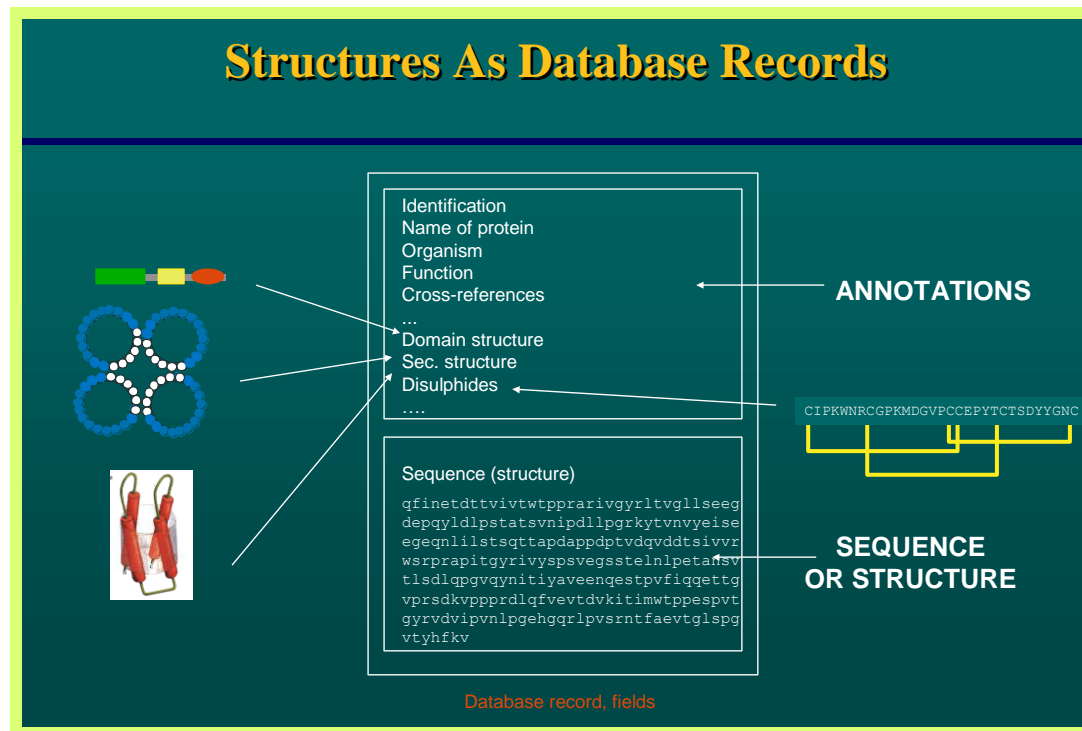 Structures As Database Records
Identification
Name of protein
Organism
Function
Cross-references
...
Domain structure
Sec. structure
Disulphides
....
ANNOTATIONS
CIPKWNRCGPKMDGVPCCEPYTCTSDYYGNC
Sequence (structure)
qfinetdttvivtwtpprarivgyrltvgllseeg
depqyldlpstatsvnipdllpgrkytvnvyeise
egeqnlilstsqttapdappdptvdqvddtsivvr
wsrprapitgyrivyspsvegsstelnlpetansv
tlsdlqpgvqynitiyaveenqestpvfiqqettg
vprsdkvppprdlqfvevtdvkitimwtppespvt
gyrvdvipvnlpgehgqrlpvsrntfaevtglspg
vtyhfkv
SEQUENCE
OR STRUCTURE
Database record, fields